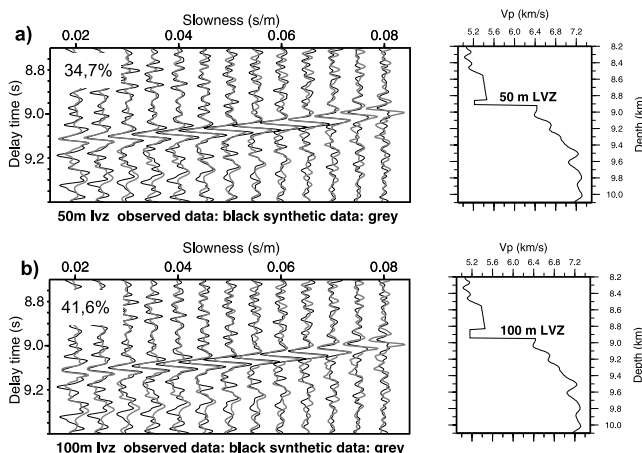 a)
Slowness (s/m)
0.02 0.04 0.06 0.08
Delay time (s)
8.8
9.0
9.2
34,7%
50m lvz observed data: black synthetic data: grey
Vp (km/s)
5.2 5.6 6.0 6.4 6.8 7.2
50 m LVZ
8.2
8.4
8.6
8.8
9.0
9.2
9.4
9.6
9.8
10.0
Depth (km)
b)
Slowness (s/m)
0.02 0.04 0.06 0.08
Delay time (s)
8.8
9.0
9.2
41,6%
100m lvz observed data: black synthetic data: grey
Vp (km/s)
5.2 5.6 6.0 6.4 6.8 7.2
100 m LVZ
8.2
8.4
8.6
8.8
9.0
9.2
9.4
9.6
9.8
10.0
Depth (km)